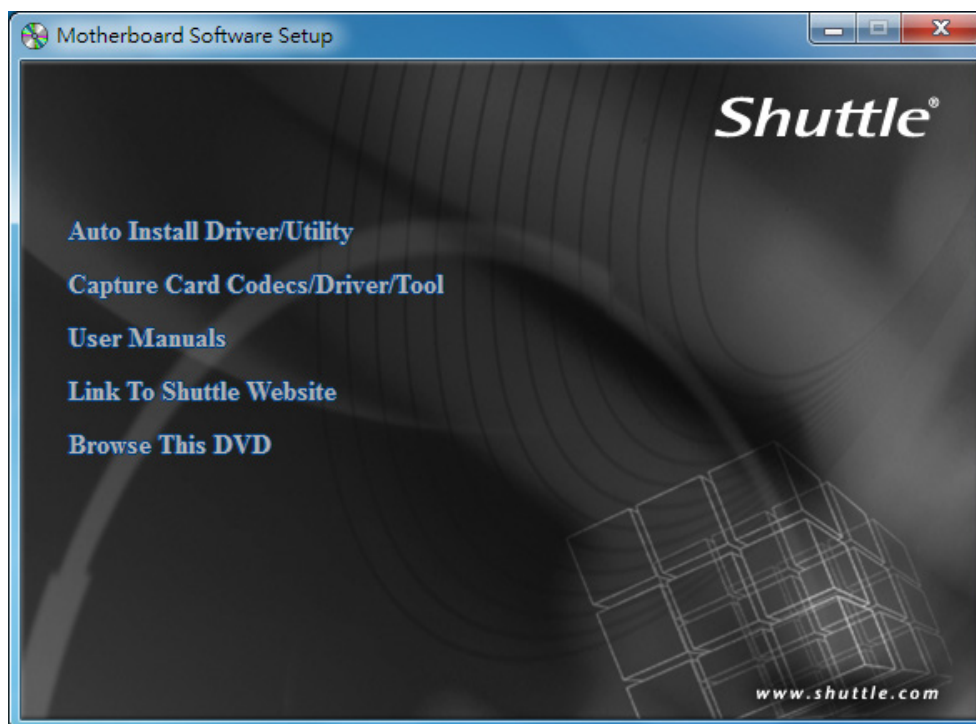 Motherboard Software Setup
Shuttle®
Auto Install Driver/Utility
Capture Card Codecs/Driver/Tool
User Manuals
Link To Shuttle Website
Browse This DVD
www.shuttle.com